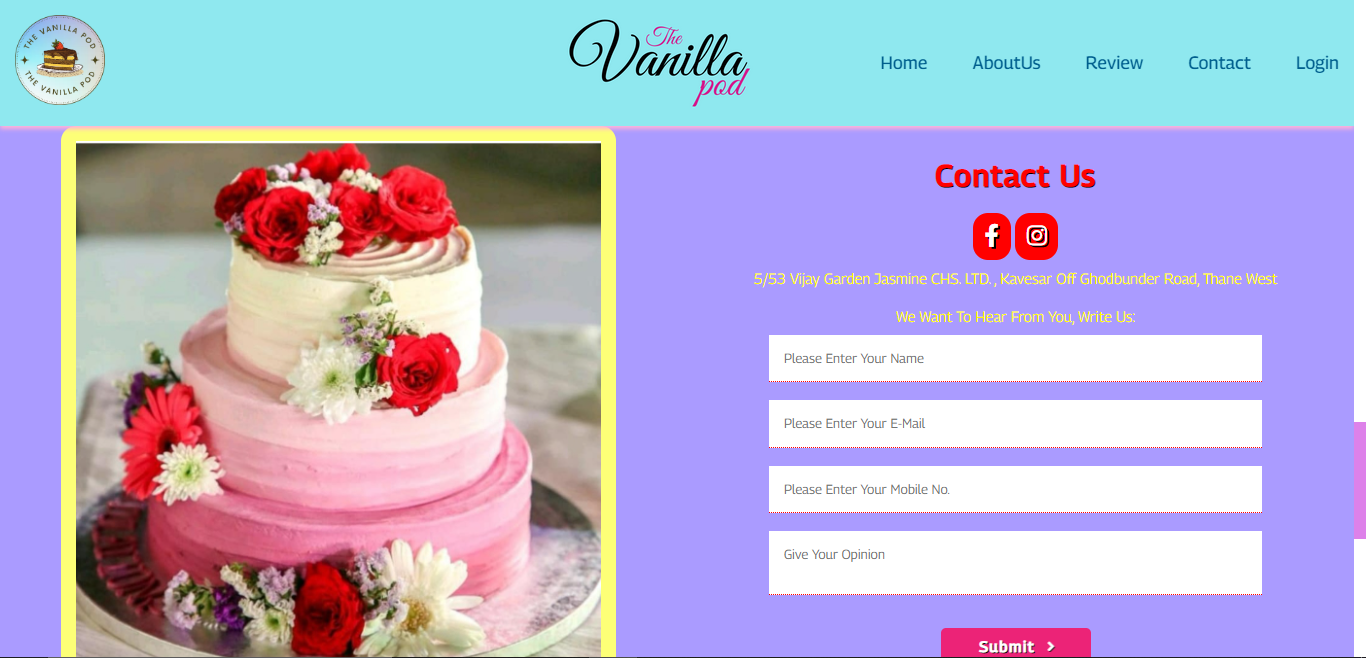 THE VANILLA POD
THE VANILLA POD
The
Vanilla
pod
Home AboutUs Review Contact Login
Contact Us
5/53 Vijay Garden Jasmine CHS. LTD. , Kavesar Off Ghodbunder Road, Thane West
We Want To Hear From You, Write Us:
Please Enter Your Name
Please Enter Your E-Mail
Please Enter Your Mobile No.
Give Your Opinion
Submit